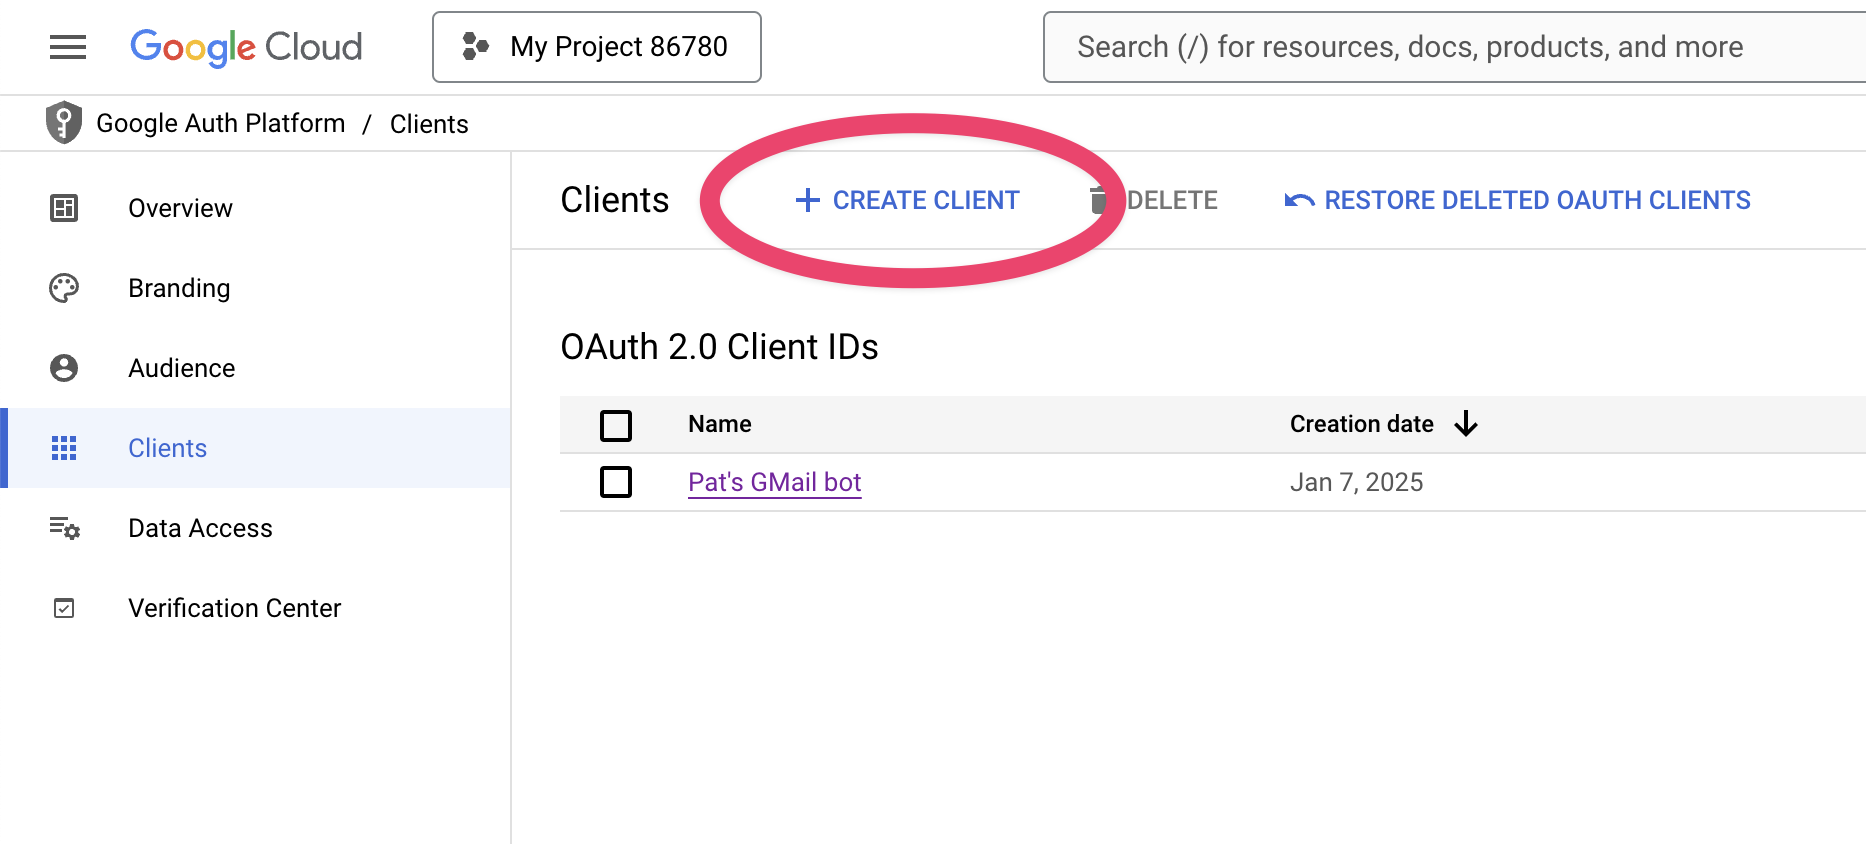 Google Cloud
My Project 86780
Search (/) for resources, docs, products, and more
Google Auth Platform / Clients
Overview
Branding
Audience
Clients
Data Access
Verification Center
Clients
+ CREATE CLIENT
DELETE
RESTORE DELETED OAUTH CLIENTS
OAuth 2.0 Client IDs
Name Creation date
Pat's GMail bot Jan 7, 2025